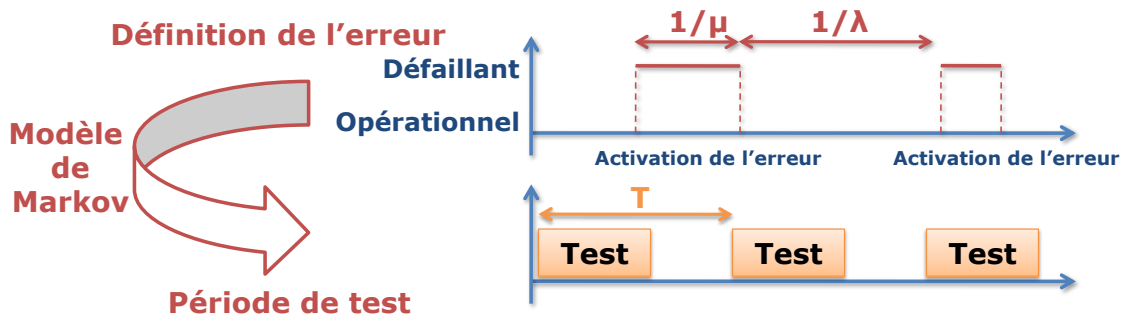 Définition de l'erreur
Modèle
de
Markov
Période de test
1/μ
1/λ
Défaillant
Opérationnel
Activation de l'erreur
Activation de l'erreur
T
Test
Test
Test